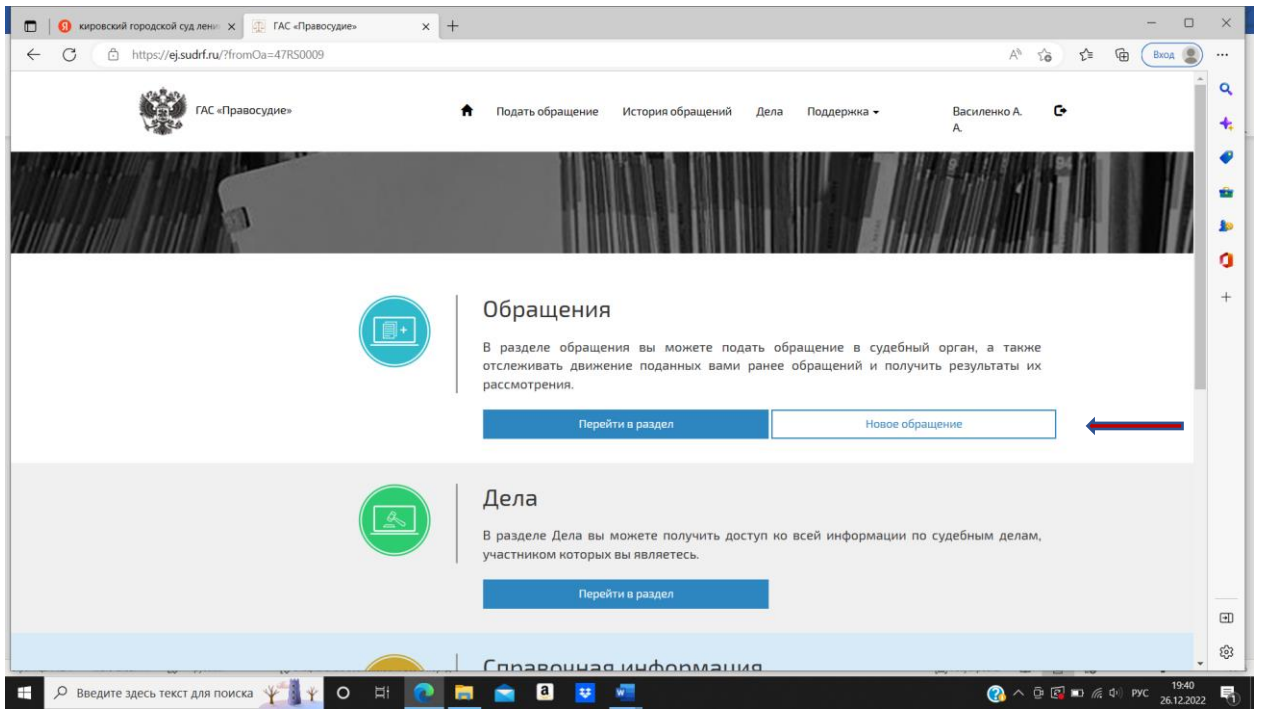 кировский городской суд лени
ГАС «Правосудие»
https://ej.sudrf.ru/?fromOa=47RS0009
Вход
ГАС «Правосудие»
Подать обращение
История обращений
Дела
Поддержка
Василенко А.
А.
Обращения
В разделе обращения вы можете подать обращение в судебный орган, а также
отслеживать движение поданных вами ранее обращений и получить результаты их
рассмотрения.
Перейти в раздел
Новое обращение
Дела
В разделе Дела вы можете получить доступ ко всей информации по судебным делам,
участником которых вы являетесь.
Перейти в раздел
Справочная информация
Введите здесь текст для поиска
РУС
19:40
26.12.2022